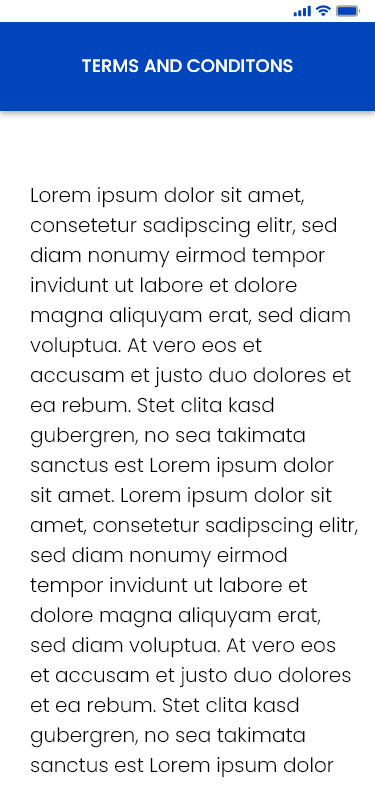 TERMS AND CONDITONS
Lorem ipsum dolor sit amet,
consetetur sadipscing elitr, sed
diam nonumy eirmod tempor
invidunt ut labore et dolore
magna aliquyam erat, sed diam
voluptua. At vero eos et
accusam et justo duo dolores et
ea rebum. Stet clita kasd
gubergren, no sea takimata
sanctus est Lorem ipsum dolor
sit amet. Lorem ipsum dolor sit
amet, consetetur sadipscing elitr,
sed diam nonumy eirmod
tempor invidunt ut labore et
dolore magna aliquyam erat,
sed diam voluptua. At vero eos
et accusam et justo duo dolores
et ea rebum. Stet clita kasd
gubergren, no sea takimata
sanctus est Lorem ipsum dolor